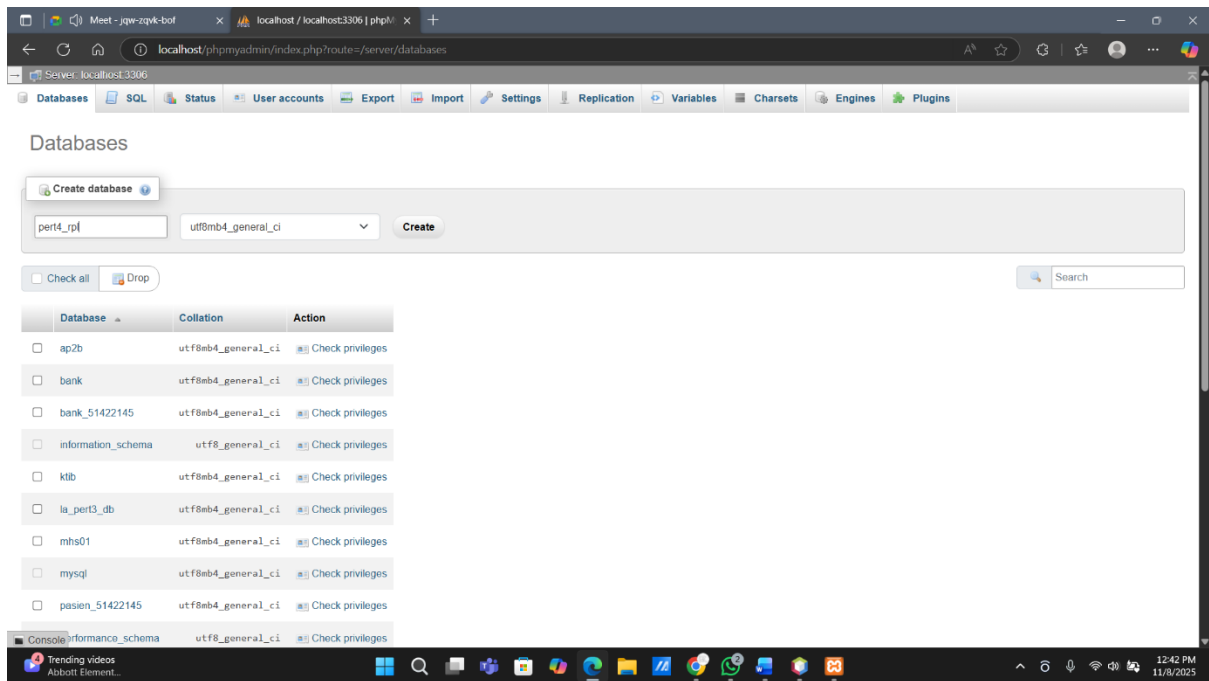 Meet - jqw-zqvk-bof
localhost / localhost:3306 | phpM
localhost/phpmyadmin/index.php?route=/server/databases
Server: localhost:3306
Databases SQL Status User accounts Export Import Settings Replication Variables Charsets Engines Plugins
Databases
Create database
pert4_rpl utf8mb4_general_ci Create
Check all Drop Search
Database Collation Action
ap2b utf8mb4_general_ci Check privileges
bank utf8mb4_general_ci Check privileges
bank_51422145 utf8mb4_general_ci Check privileges
information_schema utf8_general_ci Check privileges
ktib utf8mb4_general_ci Check privileges
la_pert3_db utf8mb4_general_ci Check privileges
mhs01 utf8mb4_general_ci Check privileges
mysql utf8mb4_general_ci Check privileges
pasien_51422145 utf8mb4_general_ci Check privileges
Console erformance_schema utf8_general_ci Check privileges
4 Trending videos
Abbott Element...
12:42 PM
11/8/2025